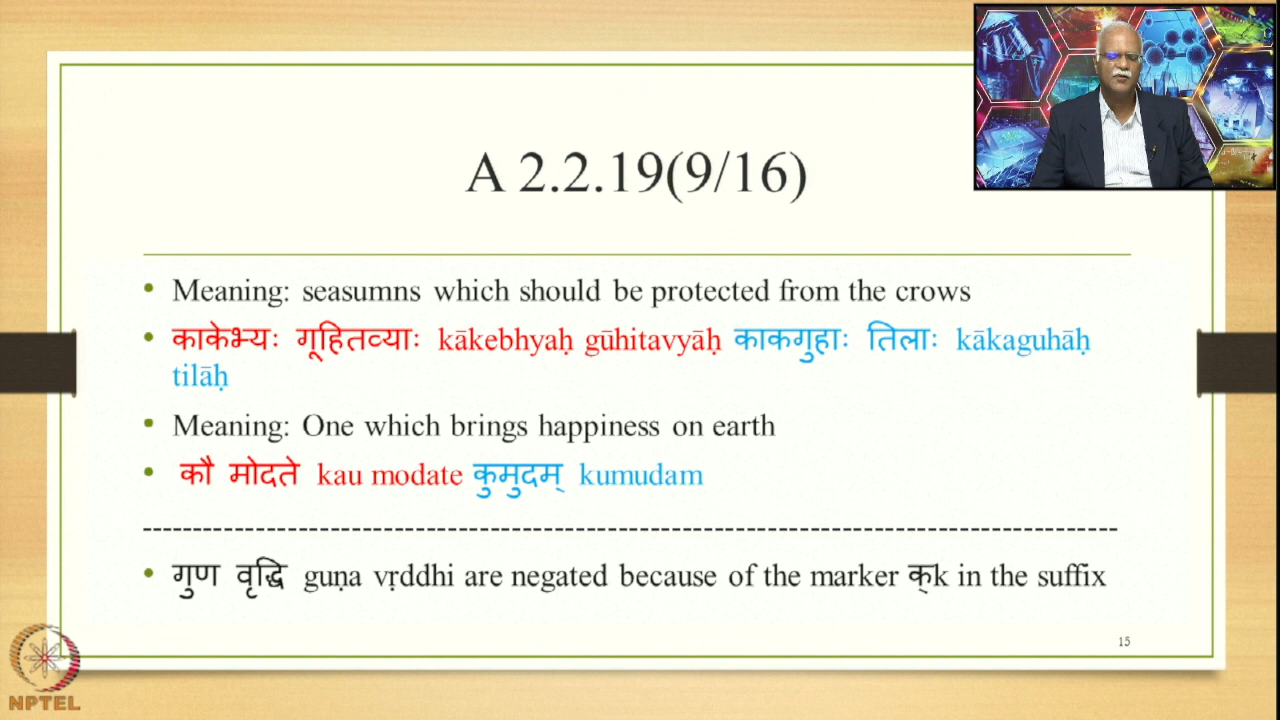 A 2.2.19(9/16)
• Meaning: seasumns which should be protected from the crows
• काकेभ्यः गूहितव्याः kākebhyaḥ gūhitavyāḥ काकगुहाः तिलाः kākaguhāḥ
tilāḥ
• Meaning: One which brings happiness on earth
• कौ मोदते kau modate कुमुदम् kumudam
--------------------------------------------------------------------------------------------------
• गुण वृद्धि guṇa vṛddhi are negated because of the marker क्k in the suffix
15
NPTEL